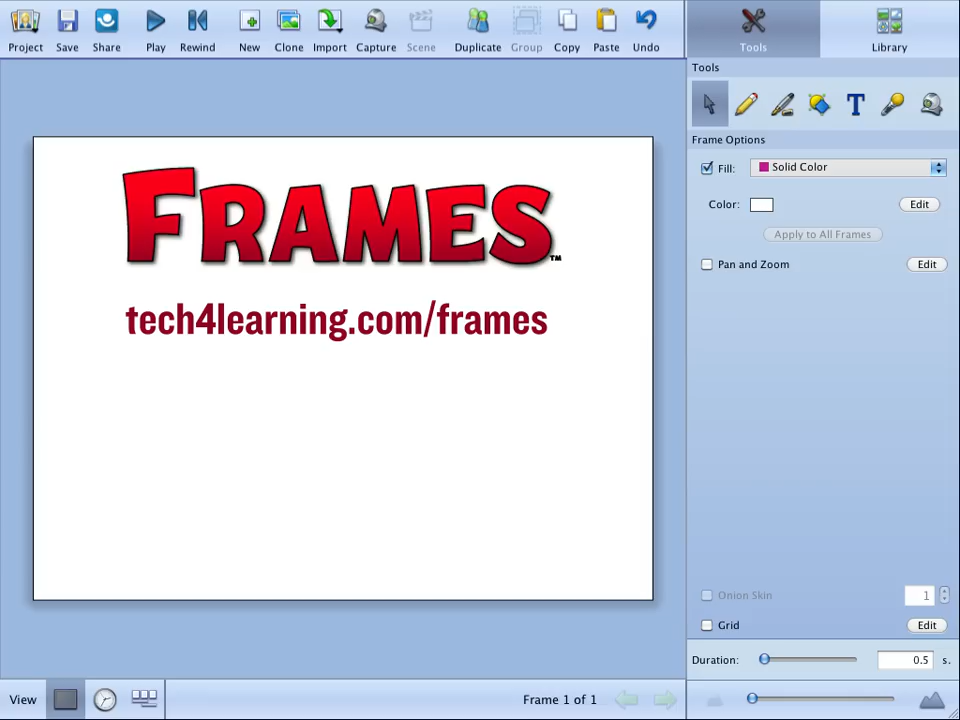 Project Save Share Play Rewind New Clone Import Capture Scene Duplicate Group Copy Paste Undo Tools Library
Tools
T
Frame Options
Fill: Solid Color
Color: Edit
Apply to All Frames
Pan and Zoom Edit
FRAMES™
tech4learning.com/frames
Onion Skin 1
Grid Edit
Duration: 0.5 s.
View Frame 1 of 1